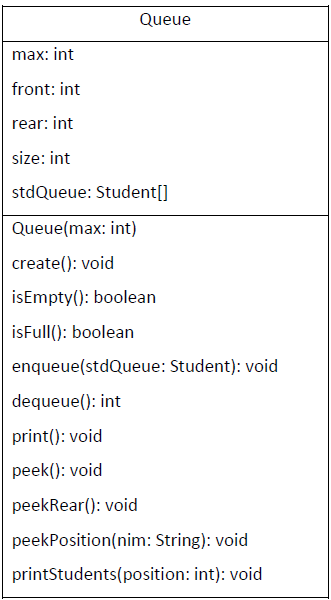 Queue
max: int
front: int
rear: int
size: int
stdQueue: Student[]
Queue(max: int)
create(): void
isEmpty(): boolean
isFull(): boolean
enqueue(stdQueue: Student): void
dequeue(): int
print(): void
peek(): void
peekRear(): void
peekPosition(nim: String): void
printStudents(position: int): void